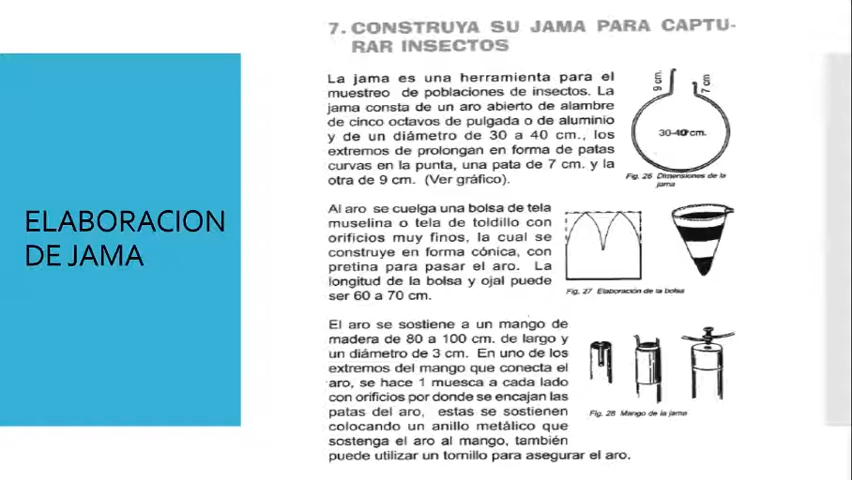 ELABORACION
DE JAMA
7. CONSTRUYA SU JAMA PARA CAPTU-
RAR INSECTOS
La jama es una herramienta para el
muestreo de poblaciones de insectos. La
jama consta de un aro abierto de alambre
de cinco octavos de pulgada o de aluminio
y de un diámetro de 30 a 40 cm., los
extremos de prolongan en forma de patas
curvas en la punta, una pata de 7 cm. y la
otra de 9 cm. (Ver gráfico).
9 cm.
7 cm
30-40 cm.
Fig. 26 Dimensiones de la
jama
Al aro se cuelga una bolsa de tela
muselina o tela de toldillo con
orificios muy finos, la cual se
construye en forma cónica, con
pretina para pasar el aro. La
longitud de la bolsa y ojal puede
ser 60 a 70 cm.
Fig. 27 Elaboración de la bolsa
El aro se sostiene a un mango de
madera de 80 a 100 cm. de largo y
un diámetro de 3 cm. En uno de los
extremos del mango que conecta el
aro, se hace 1 muesca a cada lado
con orificios por donde se encajan las
patas del aro, estas se sostienen
colocando un anillo metálico que
sostenga el aro al mango, también
puede utilizar un tornillo para asegurar el aro.
Fig. 28 Mango de la jama